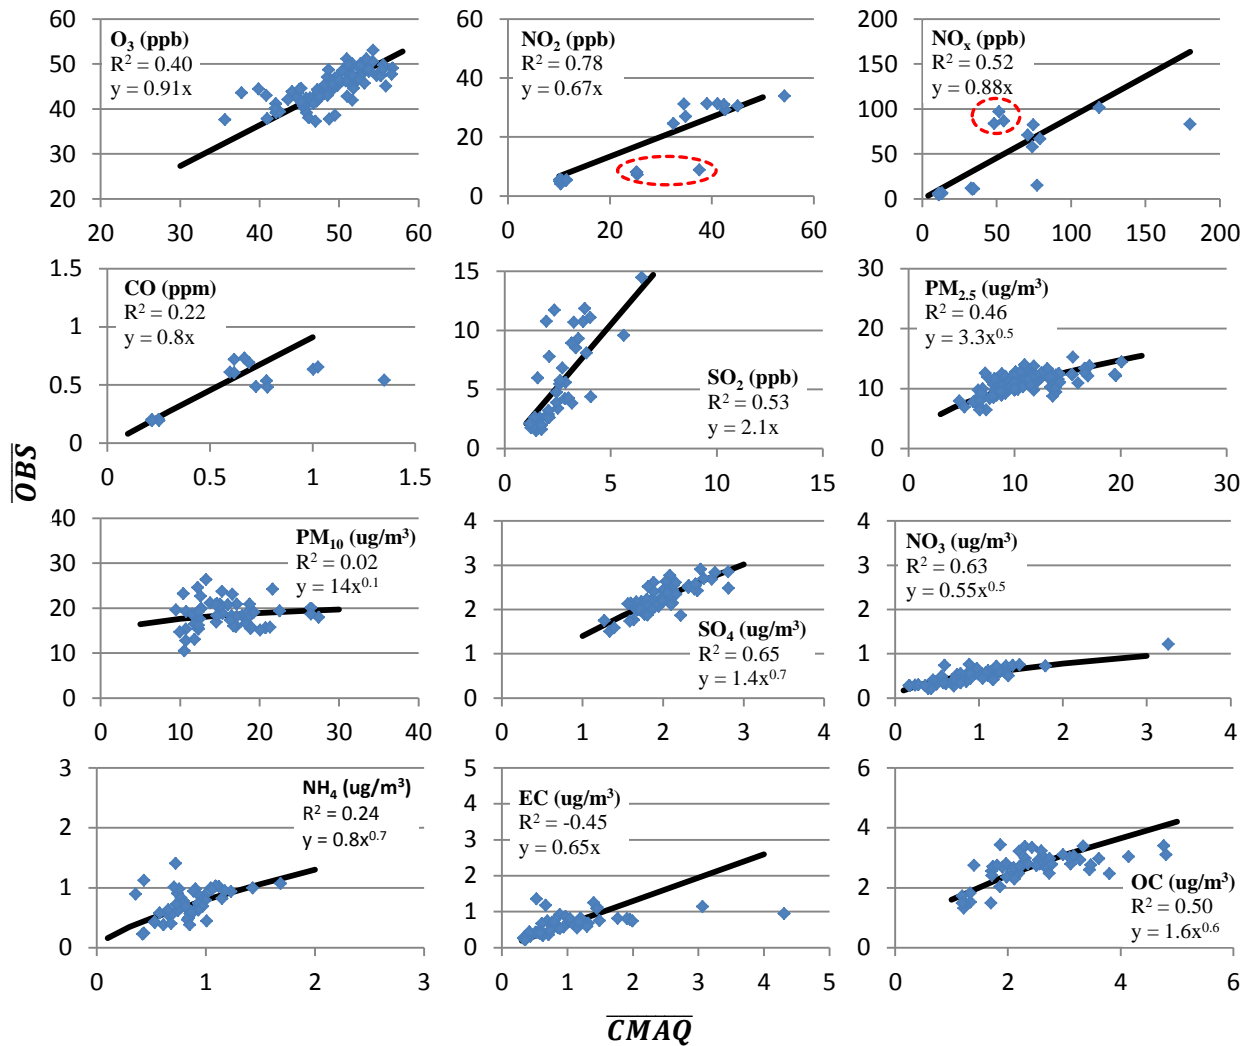 O3 (ppb)
R2 = 0.40
y = 0.91x
60
50
40
30
20
20 30 40 50 60
NO2 (ppb)
R2 = 0.78
y = 0.67x
60
40
20
0
0 20 40 60
NOx (ppb)
R2 = 0.52
y = 0.88x
200
150
100
50
0
0 50 100 150 200
CO (ppm)
R2 = 0.22
y = 0.8x
1.5
1
0.5
0
0 0.5 1 1.5
SO2 (ppb)
R2 = 0.53
y = 2.1x
15
10
5
0
0 5 10 15
PM2.5 (ug/m3)
R2 = 0.46
y = 3.3x0.5
30
20
10
0
0 10 20 30
OBS
PM10 (ug/m3)
R2 = 0.02
y = 14x0.1
40
30
20
10
0
0 10 20 30 40
SO4 (ug/m3)
R2 = 0.65
y = 1.4x0.7
4
3
2
1
0
0 1 2 3 4
NO3 (ug/m3)
R2 = 0.63
y = 0.55x0.5
4
3
2
1
0
0 1 2 3 4
NH4 (ug/m3)
R2 = 0.24
y = 0.8x0.7
3
2
1
0
0 1 2 3
EC (ug/m3)
R2 = -0.45
y = 0.65x
5
4
3
2
1
0
0 1 2 3 4 5
OC (ug/m3)
R2 = 0.50
y = 1.6x0.6
6
4
2
0
0 2 4 6
CMAQ